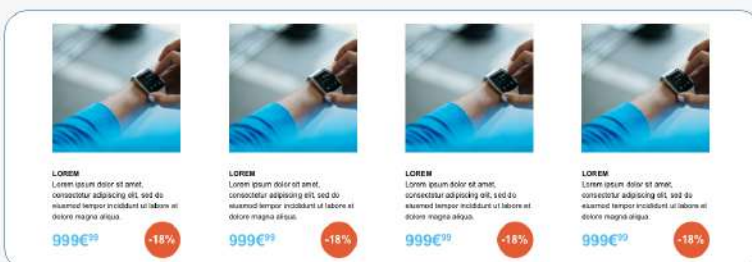 LOREM
Lorem ipsum dolor sit amet,
consectetur adipiscing elit, sed do
eiusmod tempor incididunt ut labore et
dolore magna aliqua.
999€99
-18%
LOREM
Lorem ipsum dolor sit amet,
consectetur adipiscing elit, sed do
eiusmod tempor incididunt ut labore et
dolore magna aliqua.
999€99
-18%
LOREM
Lorem ipsum dolor sit amet,
consectetur adipiscing elit, sed do
eiusmod tempor incididunt ut labore et
dolore magna aliqua.
999€99
-18%
LOREM
Lorem ipsum dolor sit amet,
consectetur adipiscing elit, sed do
eiusmod tempor incididunt ut labore et
dolore magna aliqua.
999€99
-18%